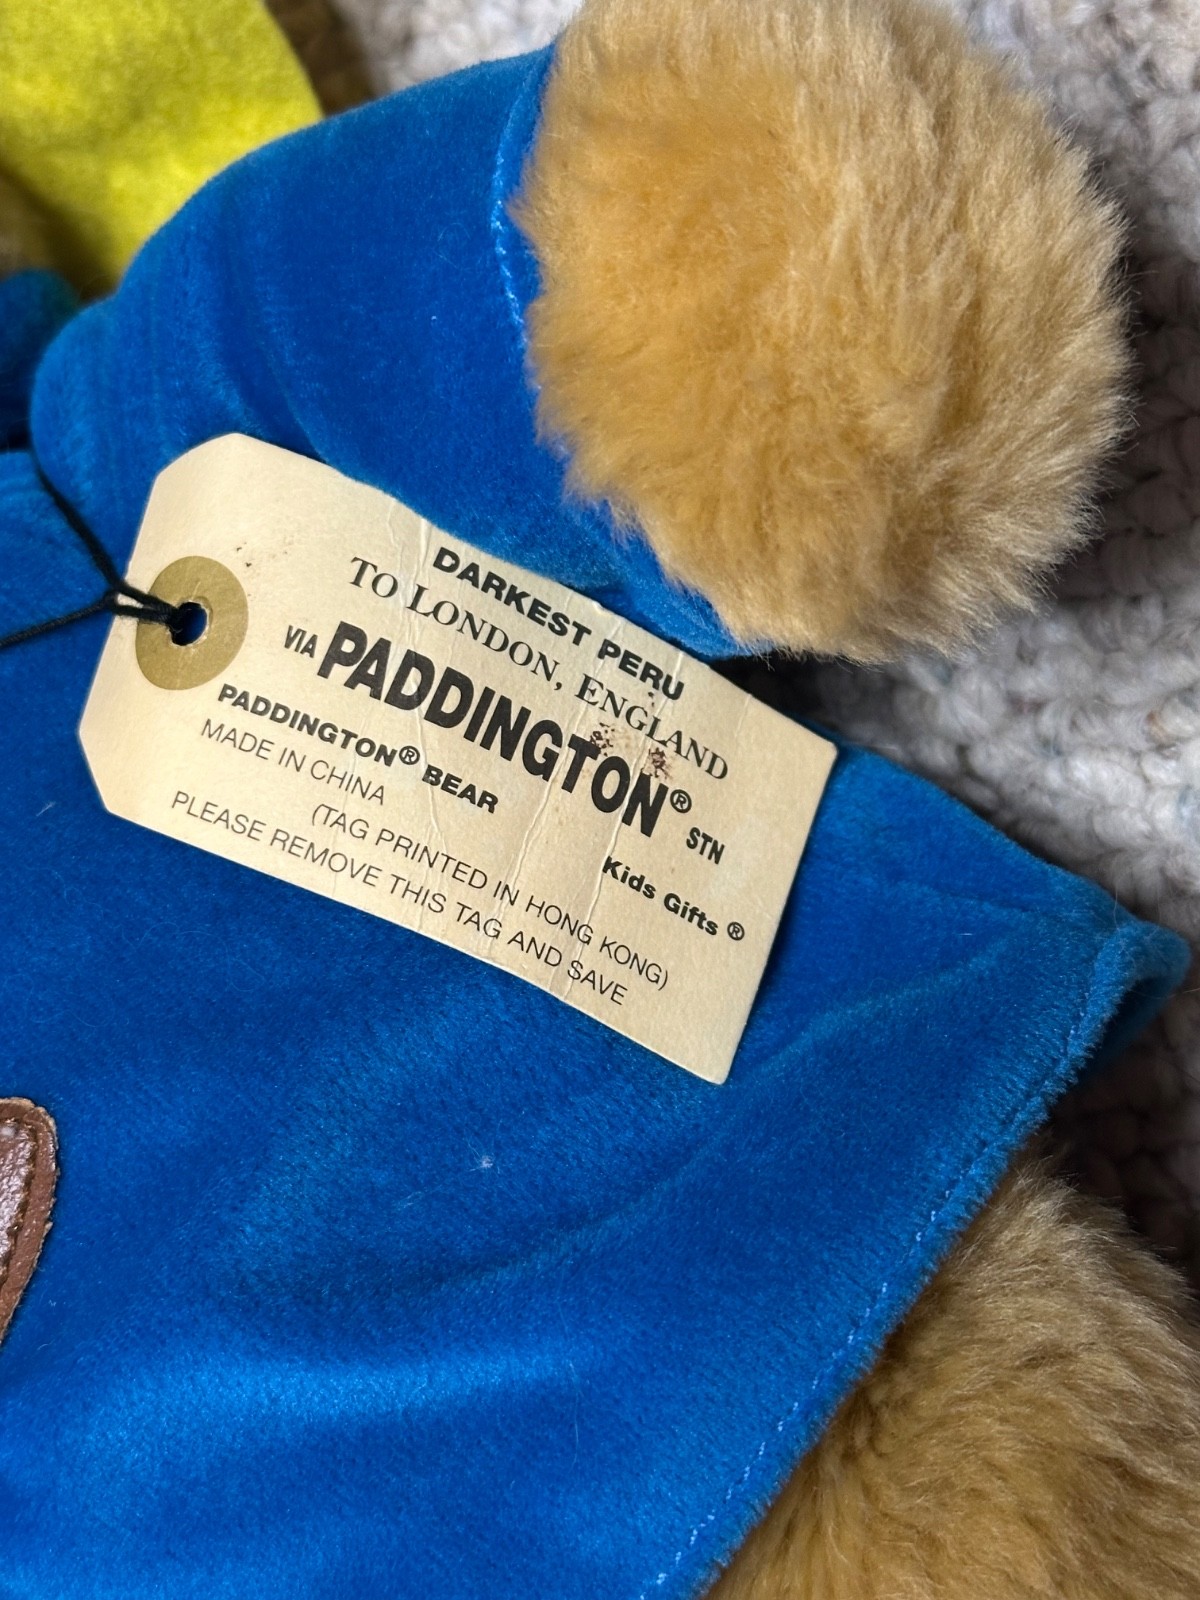 DARKEST PERU
TO LONDON, ENGLAND
VIA PADDINGTON® STN
PADDINGTON® BEAR
Kids Gifts ®
MADE IN CHINA
(TAG PRINTED IN HONG KONG)
PLEASE REMOVE THIS TAG AND SAVE